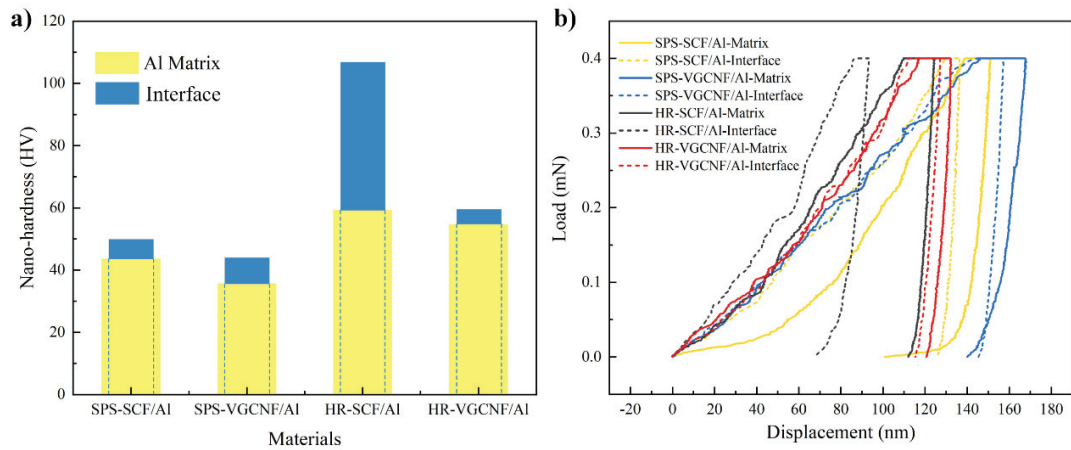 a)
120
100
80
60
40
20
0
Nano-hardness (HV)
Al Matrix
Interface
SPS-SCF/Al
SPS-VGCNF/Al
HR-SCF/Al
HR-VGCNF/Al
Materials
b)
0.4
0.3
0.2
0.1
0.0
Load (mN)
SPS-SCF/Al-Matrix
SPS-SCF/Al-Interface
SPS-VGCNF/Al-Matrix
SPS-VGCNF/Al-Interface
HR-SCF/Al-Matrix
HR-SCF/Al-Interface
HR-VGCNF/Al-Matrix
HR-VGCNF/Al-Interface
-20 0 20 40 60 80 100 120 140 160 180
Displacement (nm)